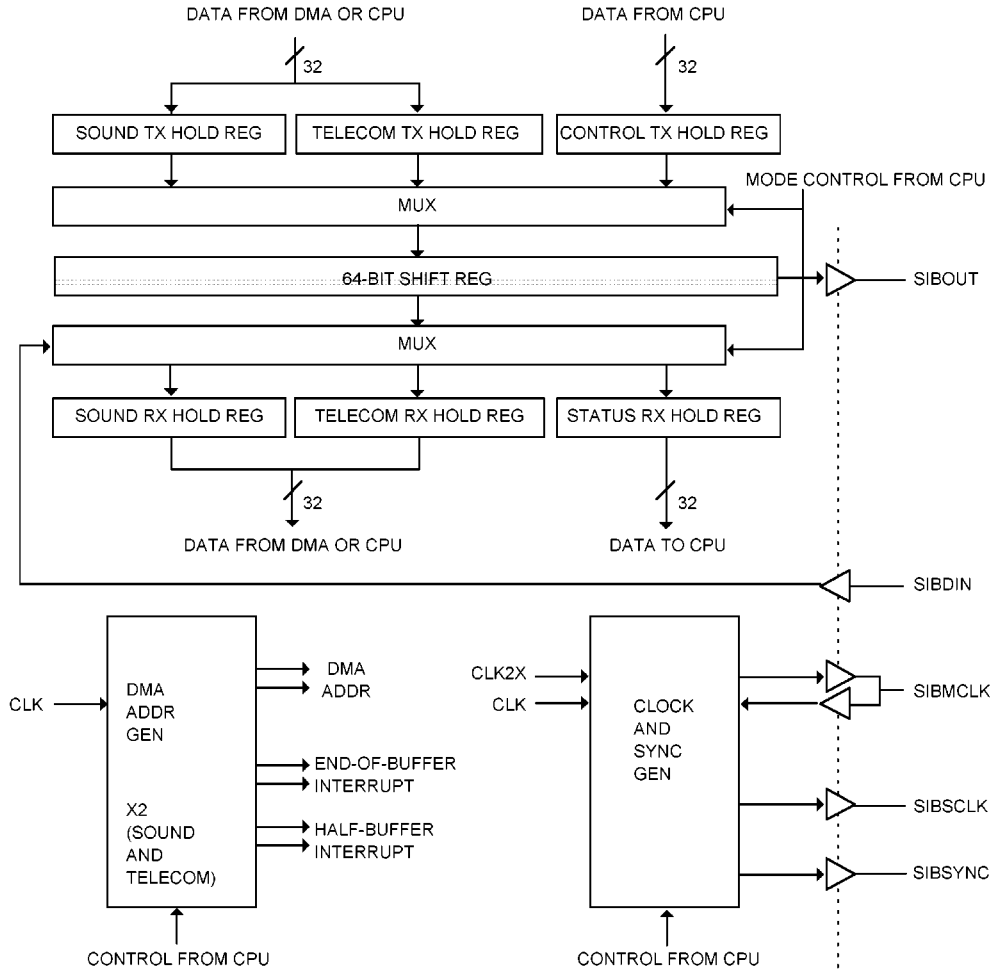 DATA FROM DMA OR CPU
DATA FROM CPU
32
32
SOUND TX HOLD REG
TELECOM TX HOLD REG
CONTROL TX HOLD REG
MODE CONTROL FROM CPU
MUX
64-BIT SHIFT REG
SIBOUT
MUX
SOUND RX HOLD REG
TELECOM RX HOLD REG
STATUS RX HOLD REG
32
32
DATA FROM DMA OR CPU
DATA TO CPU
SIBDIN
CLK
DMA
ADDR
GEN
X2
(SOUND
AND
TELECOM)
DMA
ADDR
END-OF-BUFFER
INTERRUPT
HALF-BUFFER
INTERRUPT
CONTROL FROM CPU
CLK2X
CLK
CLOCK
AND
SYNC
GEN
SIBMCLK
SIBSCLK
SIBSYNC
CONTROL FROM CPU